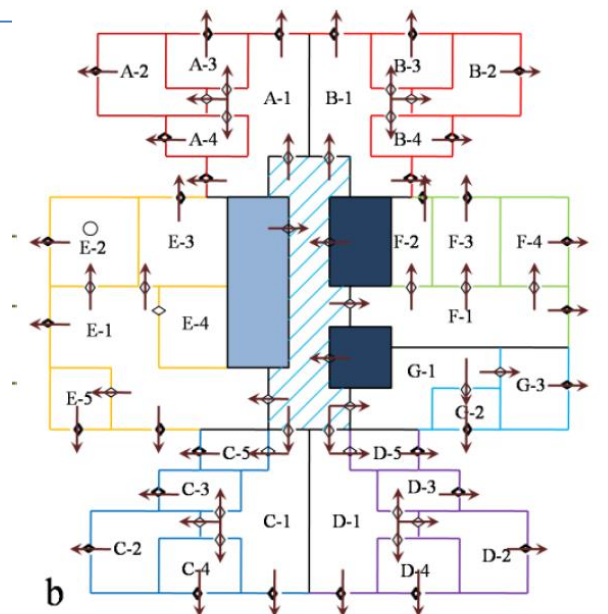 A-2 A-3 A-1 B-1 B-3 B-2
A-4 B-4
E-2 E-3 F-2 F-3 F-4
E-1 E-4 F-1
E-5 G-1 G-2 G-3
C-5 D-5
C-3 D-3
C-2 C-1 D-1 D-2
C-4 D-4
b